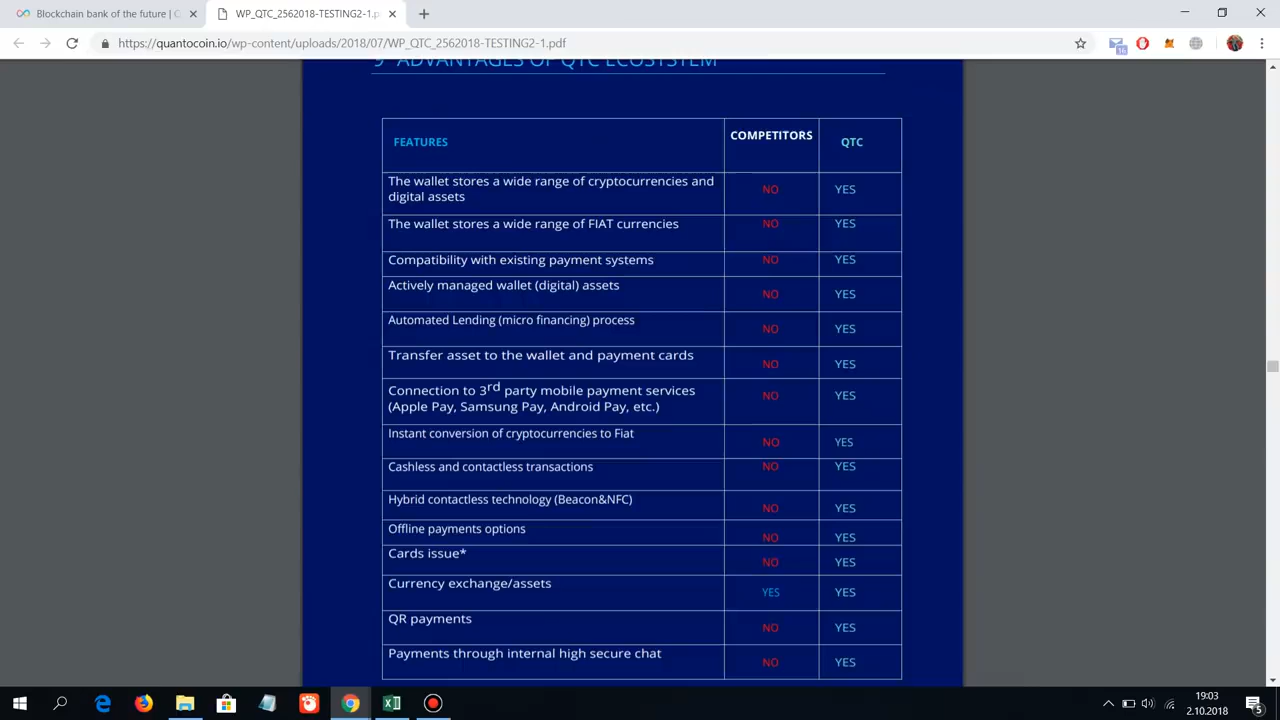 Blockchain bank of the future | C
WP_QTC_2562018-TESTING2-1.p
https://quantocoin.io/wp-content/uploads/2018/07/WP_QTC_2562018-TESTING2-1.pdf
16
9 ADVANTAGES OF QTC ECOSYSTEM
FEATURES COMPETITORS QTC
The wallet stores a wide range of cryptocurrencies and
digital assets NO YES
The wallet stores a wide range of FIAT currencies NO YES
Compatibility with existing payment systems NO YES
Actively managed wallet (digital) assets NO YES
Automated Lending (micro financing) process NO YES
Transfer asset to the wallet and payment cards NO YES
Connection to 3rd party mobile payment services
(Apple Pay, Samsung Pay, Android Pay, etc.) NO YES
Instant conversion of cryptocurrencies to Fiat NO YES
Cashless and contactless transactions NO YES
Hybrid contactless technology (Beacon&NFC) NO YES
Offline payments options NO YES
Cards issue* NO YES
Currency exchange/assets YES YES
QR payments NO YES
Payments through internal high secure chat NO YES
19:03
2.10.2018
5